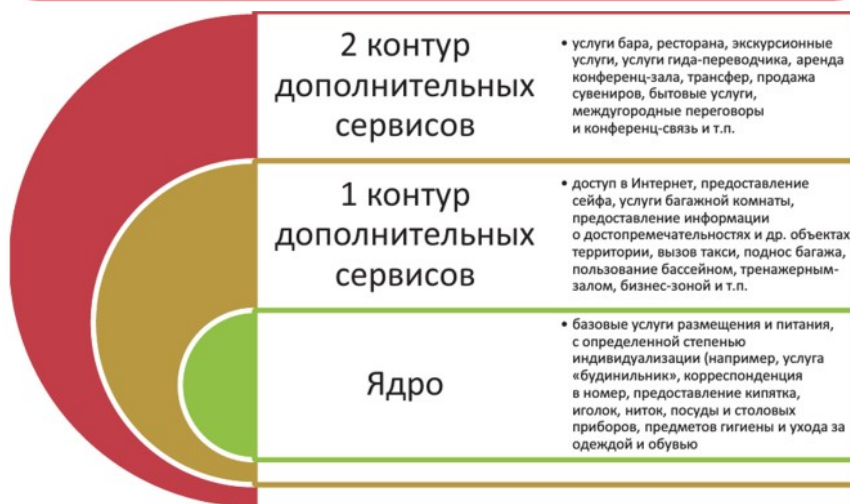 2 контур
дополнительных
сервисов
• услуги бара, ресторана, экскурсионные
услуги, услуги гида-переводчика, аренда
конференц-зала, трансфер, продажа
сувениров, бытовые услуги,
междугородные переговоры
и конференц-связь и т.п.
1 контур
дополнительных
сервисов
• доступ в Интернет, предоставление
сейфа, услуги багажной комнаты,
предоставление информации
о достопремечательностях и др. объектах
территории, вызов такси, поднос багажа,
пользование бассейном, тренажерным-
залом, бизнес-зоной и т.п.
Ядро
• базовые услуги размещения и питания,
с определенной степенью
индивидуализации (например, услуга
«будинильник», корреспонденция
в номер, предоставление кипятка,
иголок, ниток, посуды и столовых
приборов, предметов гигиены и ухода за
одеждой и обувью